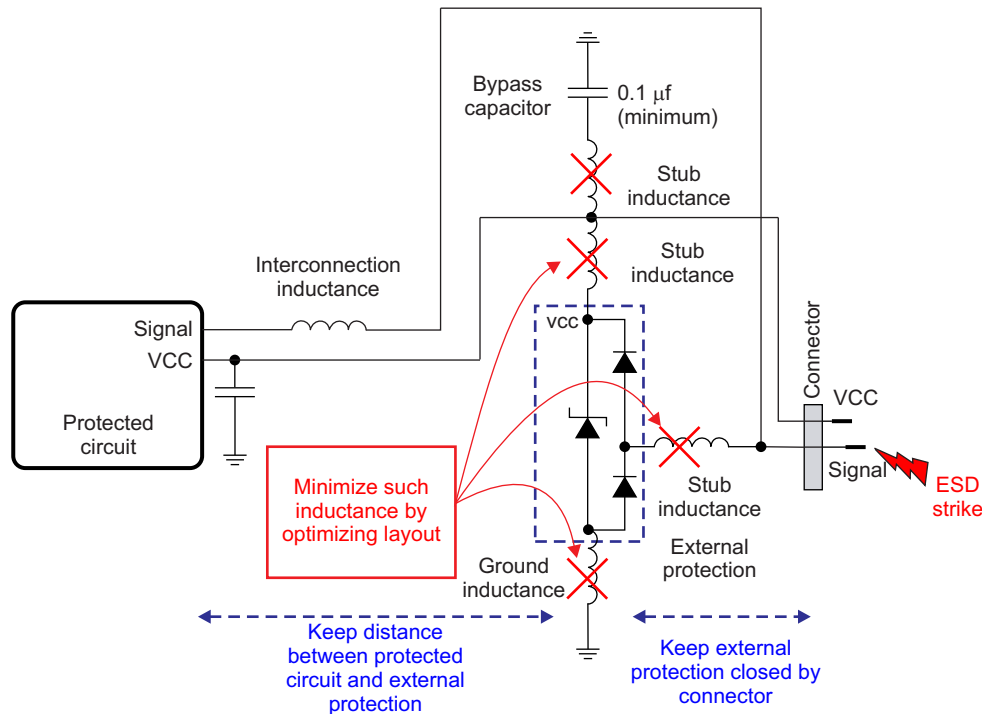 Bypass
capacitor
0.1 μf
(minimum)
Stub
inductance
Stub
inductance
Interconnection
inductance
Signal
VCC
Protected
circuit
vcc
Connector
VCC
Signal
ESD
strike
Minimize such
inductance by
optimizing layout
Stub
inductance
External
protection
Ground
inductance
Keep distance
between protected
circuit and external
protection
Keep external
protection closed by
connector